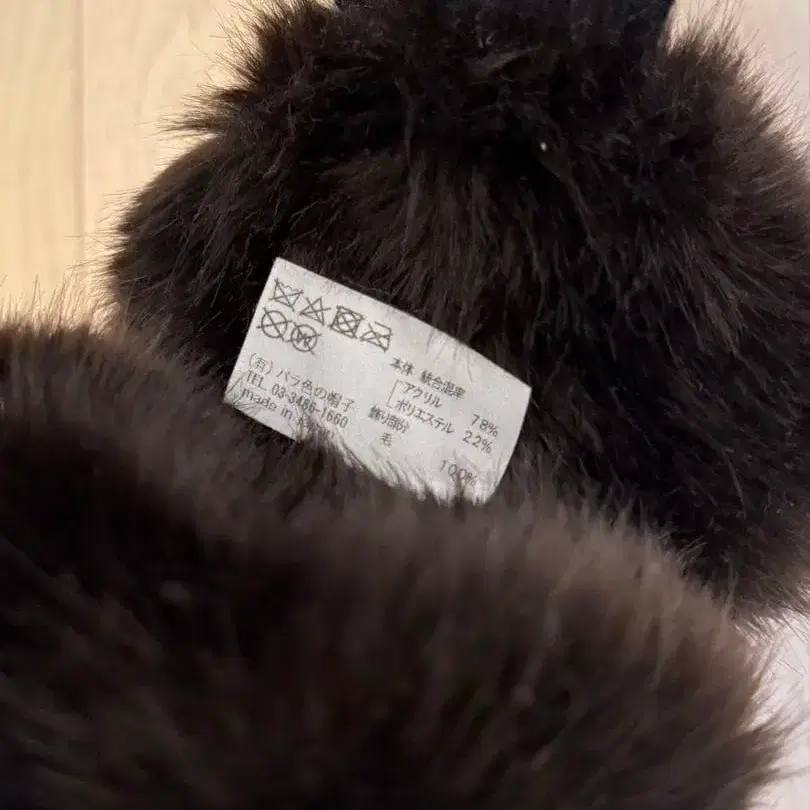 (有)バラ色の帽子
TEL 03-3486-1660
made in
本体 統合混率
アクリル 78%
ポリエステル 22%
飾り部分
毛 100%